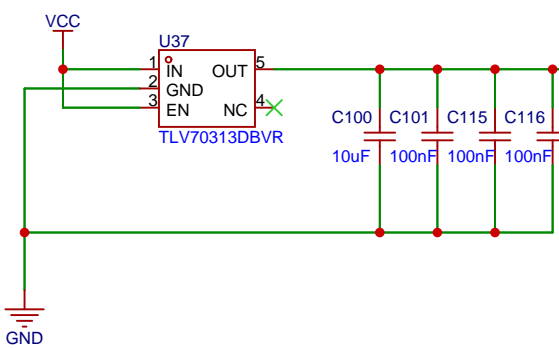 VCC
U37
1 IN OUT 5
2 GND
3 EN NC 4
TLV70313DBVR
C100 C101 C115 C116
10uF 100nF 100nF 100nF
GND